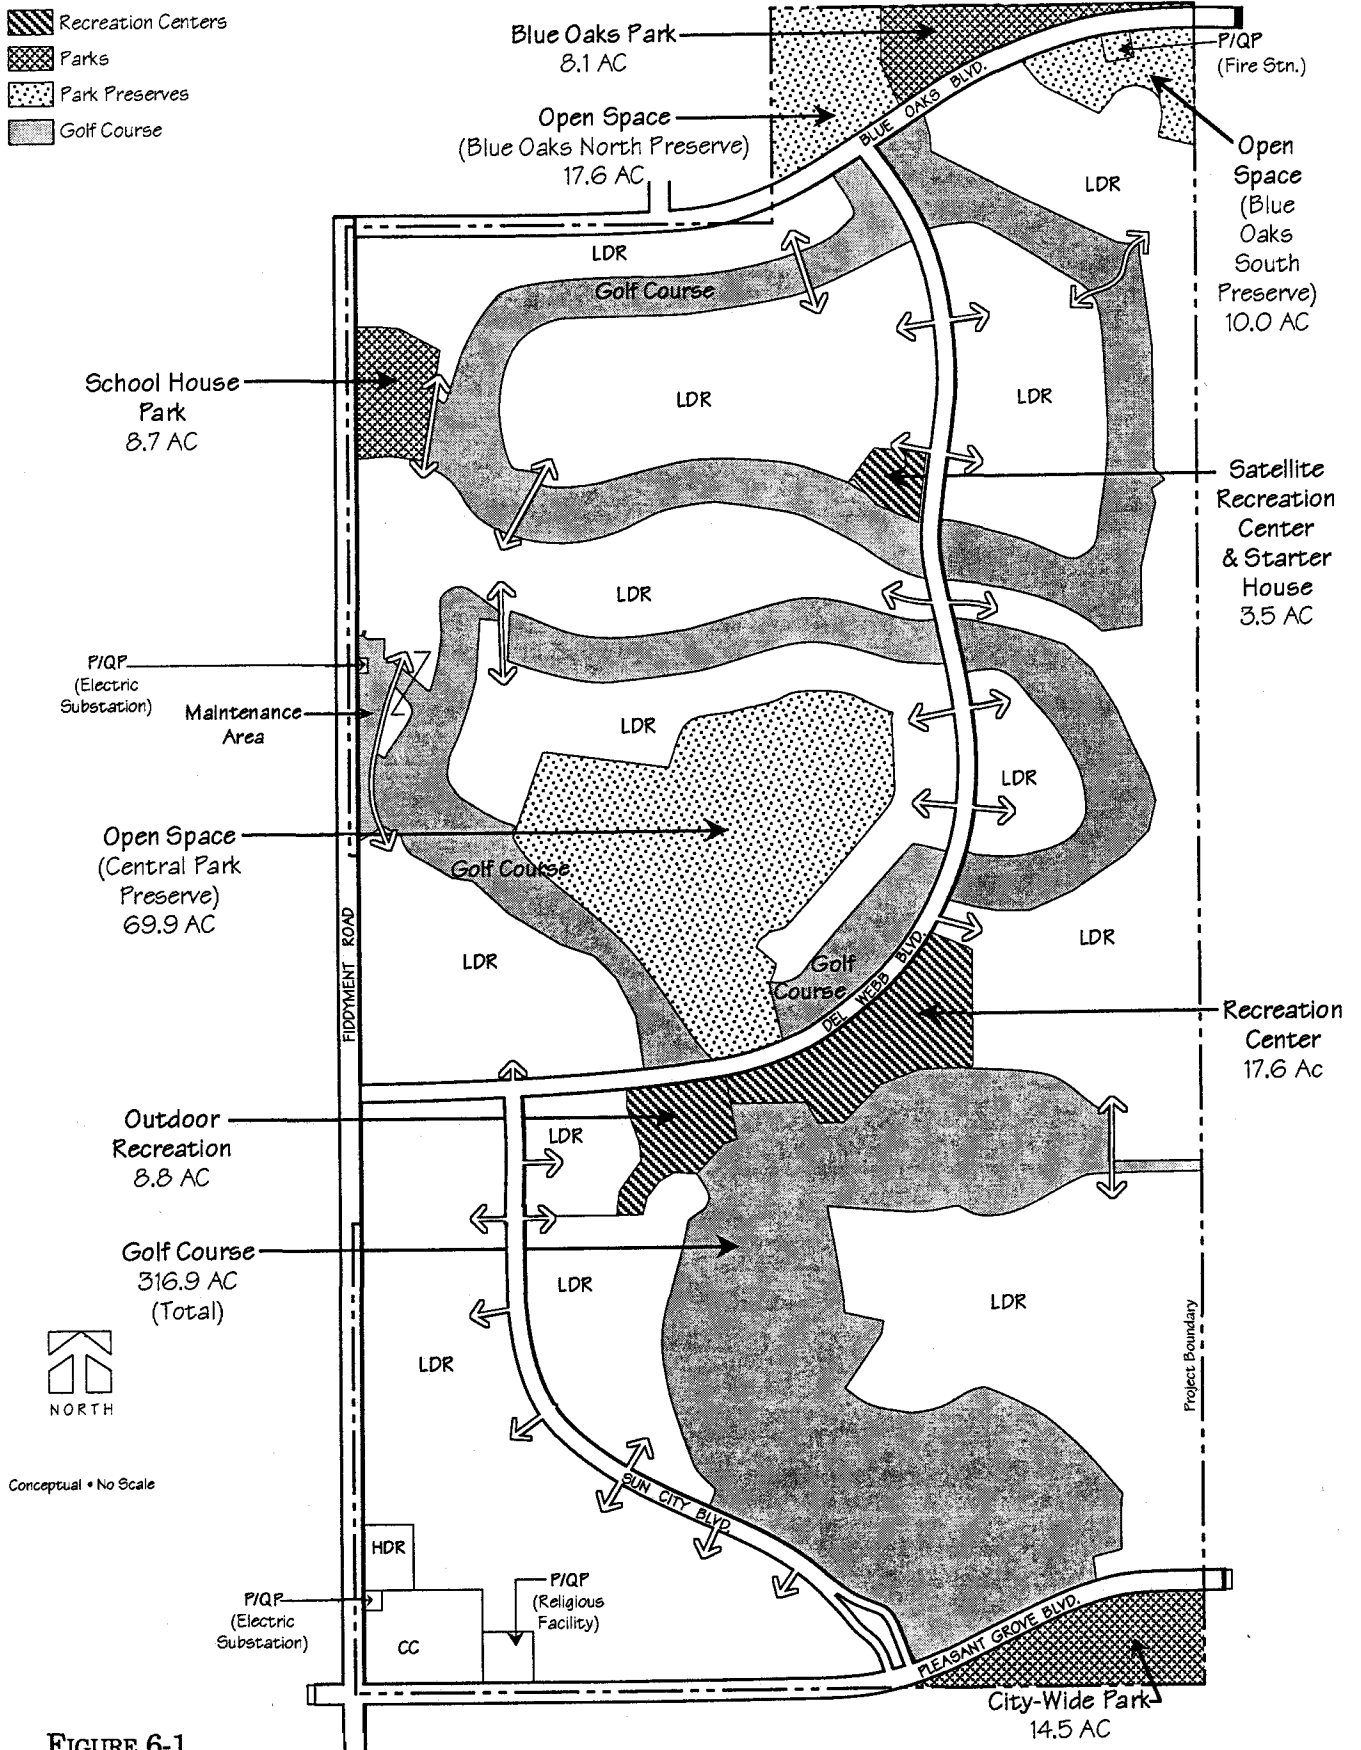 Recreation Centers
Parks
Park Preserves
Golf Course
Blue Oaks Park
8.1 AC
Open Space
(Blue Oaks North Preserve)
17.6 AC
BLUE OAKS BLVD.
P/QP
(Fire Stn.)
Open
Space
(Blue
Oaks
South
Preserve)
10.0 AC
LDR
LDR
Golf Course
School House
Park
8.7 AC
LDR
LDR
Satellite
Recreation
Center
& Starter
House
3.5 AC
LDR
P/QP
(Electric
Substation)
Maintenance
Area
LDR
LDR
Open Space
(Central Park
Preserve)
69.9 AC
Golf Course
FIDDYMENT ROAD
LDR
LDR
Golf
Course
DEL WEBB BLVD.
Recreation
Center
17.6 Ac
Outdoor
Recreation
8.8 AC
LDR
Golf Course
316.9 AC
(Total)
LDR
LDR
LDR
Project Boundary
NORTH
Conceptual • No Scale
SUN CITY BLVD.
HDR
P/QP
(Electric
Substation)
P/QP
(Religious
Facility)
CC
PLEASANT GROVE BLVD.
City-Wide Park
14.5 AC
FIGURE 6-1